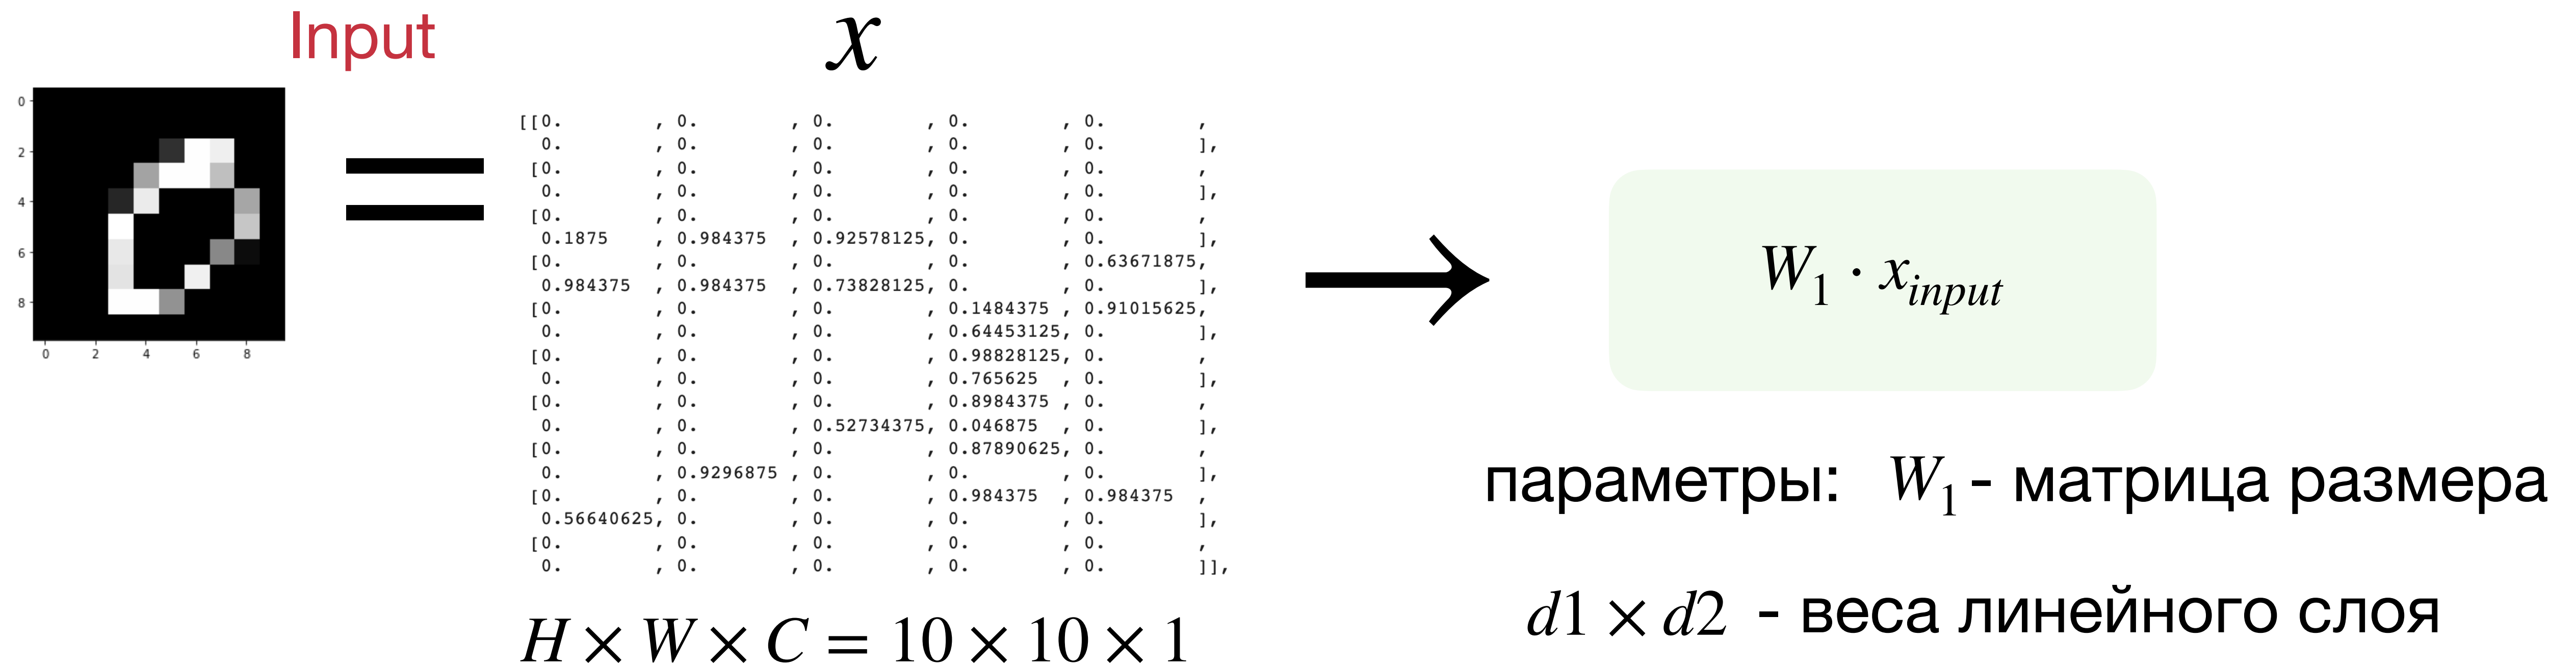 Input
x
0
2
4
6
8
0 2 4 6 8
=
[[0. , 0. , 0. , 0. , 0. ,
0. , 0. , 0. , 0. , 0. ],
[0. , 0. , 0. , 0. , 0. ,
0. , 0. , 0. , 0. , 0. ],
[0. , 0. , 0. , 0. , 0. ,
0.1875 , 0.984375 , 0.92578125, 0. , 0. ],
[0. , 0. , 0. , 0. , 0.63671875,
0.984375 , 0.984375 , 0.73828125, 0. , 0. ],
[0. , 0. , 0. , 0.1484375 , 0.91015625,
0. , 0. , 0. , 0.64453125, 0. ],
[0. , 0. , 0. , 0.98828125, 0. ,
0. , 0. , 0. , 0.765625 , 0. ],
[0. , 0. , 0. , 0.8984375 , 0. ,
0. , 0. , 0.52734375, 0.046875 , 0. ],
[0. , 0. , 0. , 0.87890625, 0. ,
0. , 0.9296875 , 0. , 0. , 0. ],
[0. , 0. , 0. , 0.984375 , 0.984375 ,
0.56640625, 0. , 0. , 0. , 0. ],
[0. , 0. , 0. , 0. , 0. ,
0. , 0. , 0. , 0. , 0. ]],
H × W × C = 10 × 10 × 1
→
W₁ · x_input
параметры: W₁ - матрица размера
d1 × d2 - веса линейного слоя